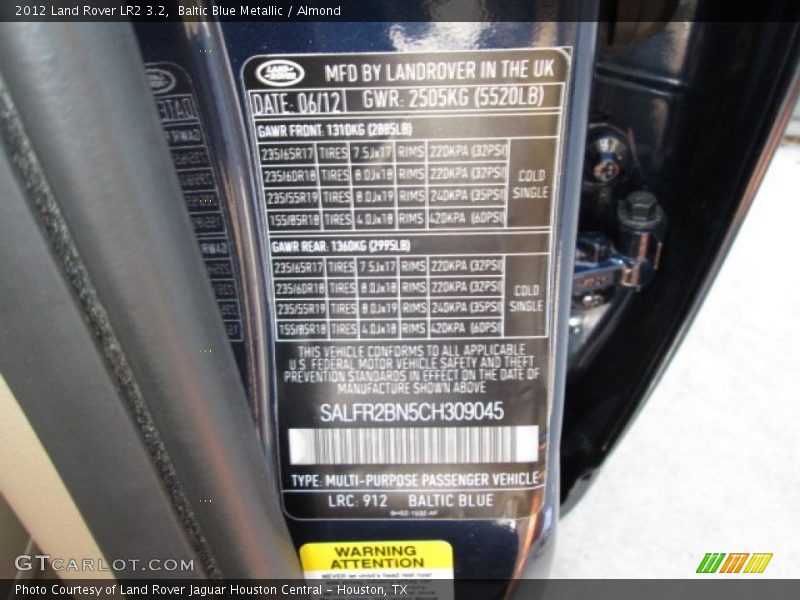 2012 Land Rover LR2 3.2, Baltic Blue Metallic / Almond
LAND ROVER MFD BY LANDROVER IN THE UK
DATE: 06/12 GWR: 2505KG (5520LB)
GAWR FRONT: 1310KG (2885LB)
235/65R17 TIRES 7.5Jx17 RIMS 220KPA (32PSI)
235/60R18 TIRES 8.0Jx18 RIMS 220KPA (32PSI)
235/55R19 TIRES 8.0Jx19 RIMS 240KPA (35PSI)
155/85R18 TIRES 4.0Jx18 RIMS 420KPA (60PSI)
COLD
SINGLE
GAWR REAR: 1360KG (2995LB)
235/65R17 TIRES 7.5Jx17 RIMS 220KPA (32PSI)
235/60R18 TIRES 8.0Jx18 RIMS 220KPA (32PSI)
235/55R19 TIRES 8.0Jx19 RIMS 240KPA (35PSI)
155/85R18 TIRES 4.0Jx18 RIMS 420KPA (60PSI)
COLD
SINGLE
THIS VEHICLE CONFORMS TO ALL APPLICABLE
U.S. FEDERAL MOTOR VEHICLE SAFETY AND THEFT
PREVENTION STANDARDS IN EFFECT ON THE DATE OF
MANUFACTURE SHOWN ABOVE
SALFR2BN5CH309045
TYPE: MULTI-PURPOSE PASSENGER VEHICLE
LRC: 912 BALTIC BLUE
WARNING
ATTENTION
GTCarLot.com
Photo Courtesy of Land Rover Jaguar Houston Central - Houston, TX